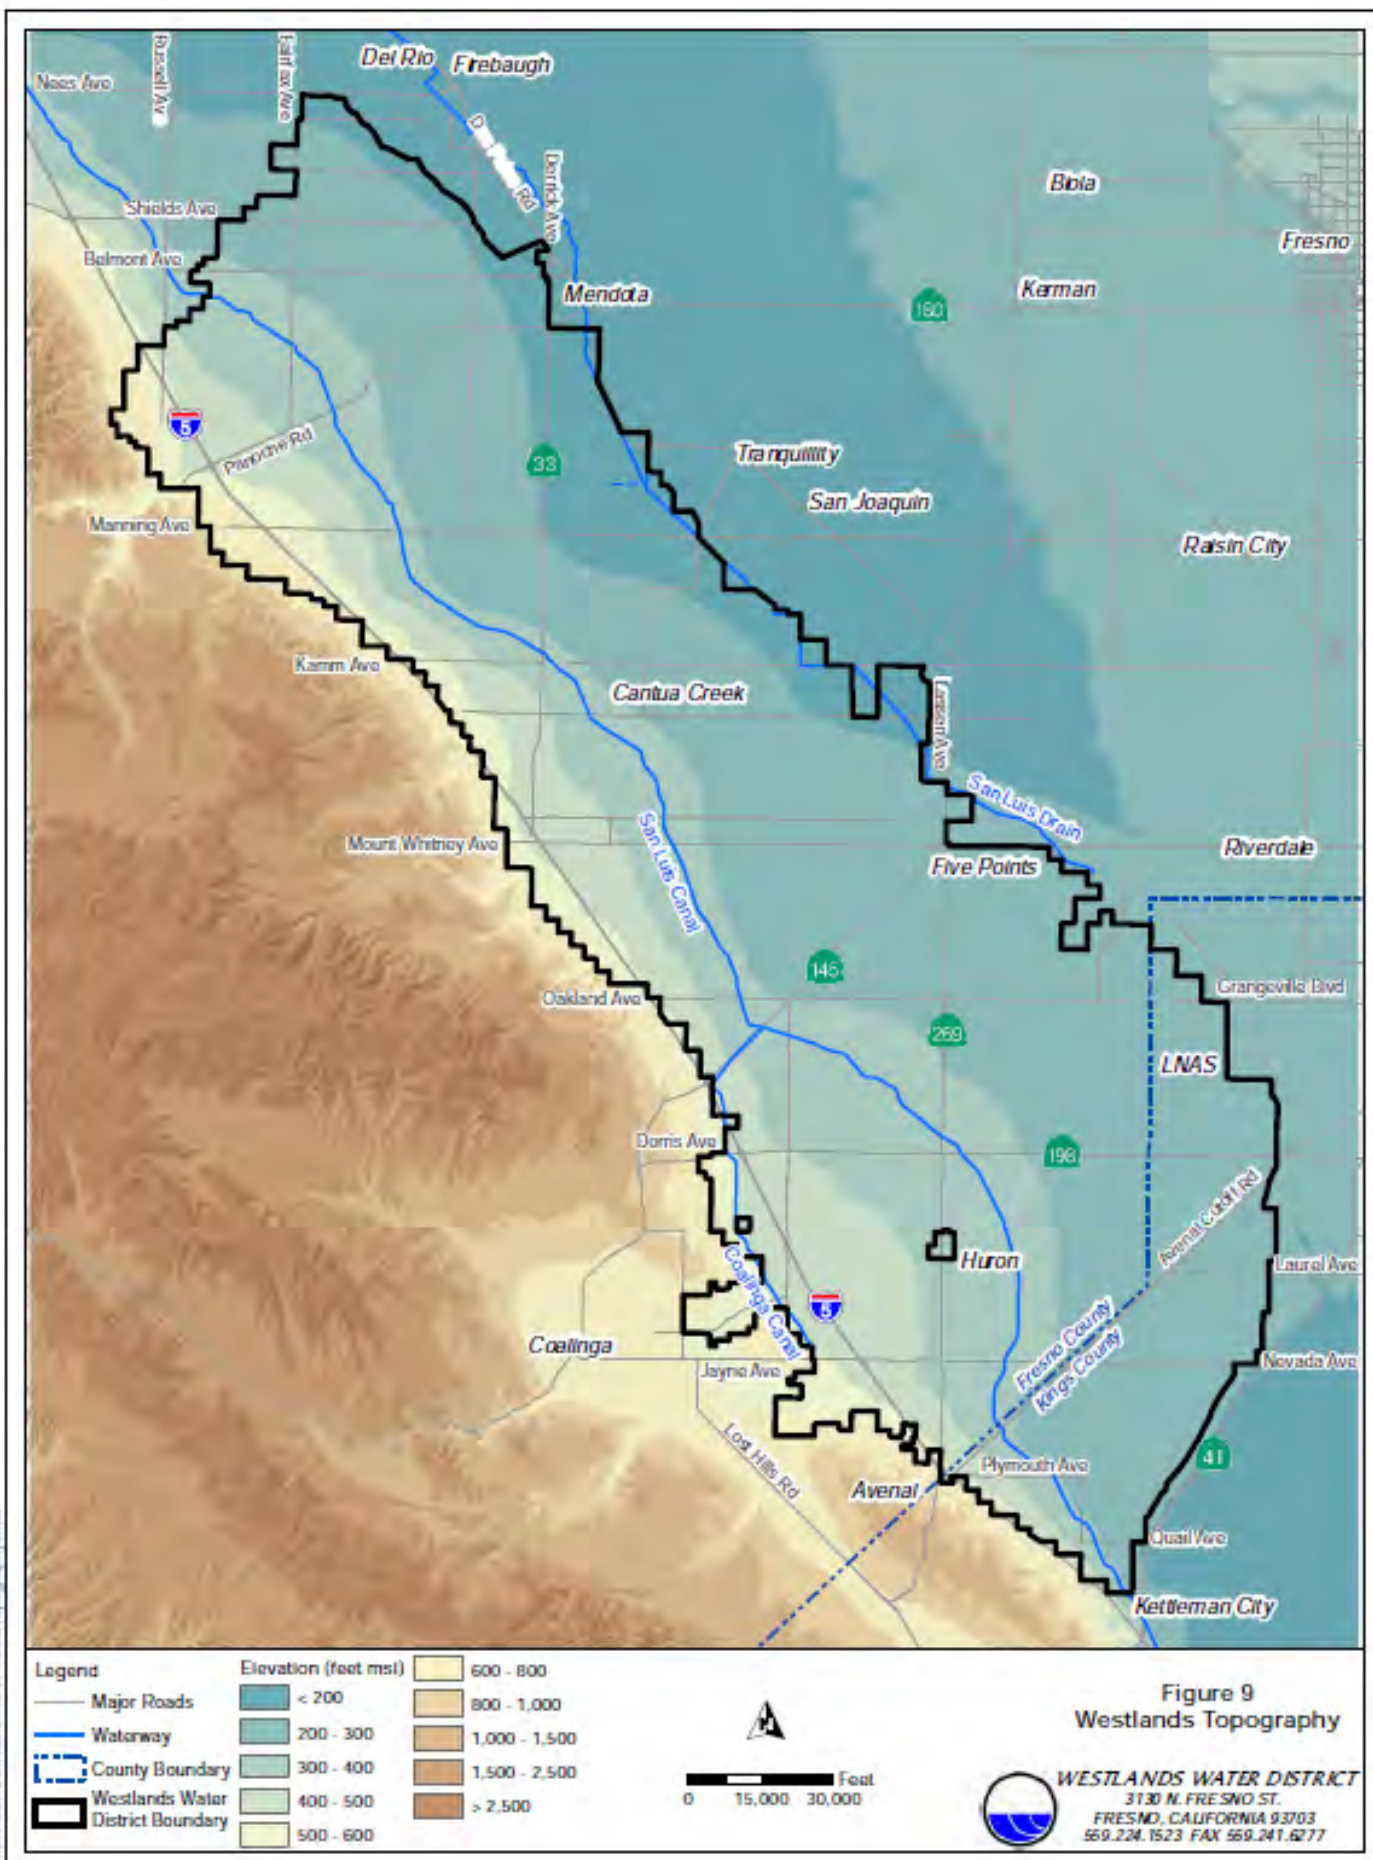 Del Rio
Firebaugh
Nees Ave
Russell Av
Fairfax Ave
D
Rd
Derrick Ave
Biola
Shields Ave
Fresno
Belmont Ave
Mendota
Kerman
180
5
Panoche Rd
33
Tranquillity
San Joaquin
Manning Ave
Raisin City
Kamm Ave
Cantua Creek
Lassen Ave
San Luis Drain
Mount Whitney Ave
San Luis Canal
Five Points
Riverdale
145
Oakland Ave
Grangeville Blvd
269
LNAS
Dorris Ave
198
Avenal Cutoff Rd
Huron
Laurel Ave
Coalinga Canal
5
Coalinga
Fresno County
Kings County
Nevada Ave
Jayne Ave
Lost Hills Rd
41
Plymouth Ave
Avenal
Quail Ave
Kettleman City
Legend
Major Roads
Waterway
County Boundary
Westlands Water
District Boundary
Elevation (feet msl)
< 200
200 - 300
300 - 400
400 - 500
500 - 600
600 - 800
800 - 1,000
1,000 - 1,500
1,500 - 2,500
> 2,500
N
Feet
0 15,000 30,000
Figure 9
Westlands Topography
WESTLANDS WATER DISTRICT
3130 N. FRESNO ST.
FRESNO, CALIFORNIA 93703
559.224.1523 FAX 559.241.6277